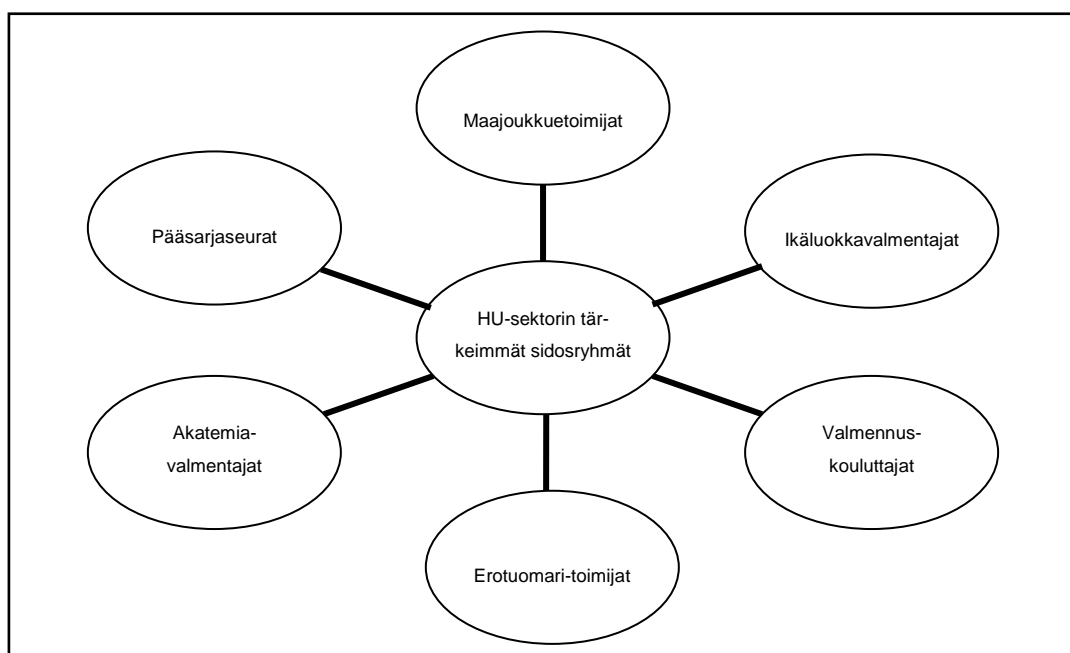 Maajoukkuetoimijat
Pääsarjaseurat
Ikäluokkavalmentajat
HU-sektorin tär-
keimmät sidosryhmät
Akatemia-
valmentajat
Valmennus-
kouluttajat
Erotuomari-toimijat